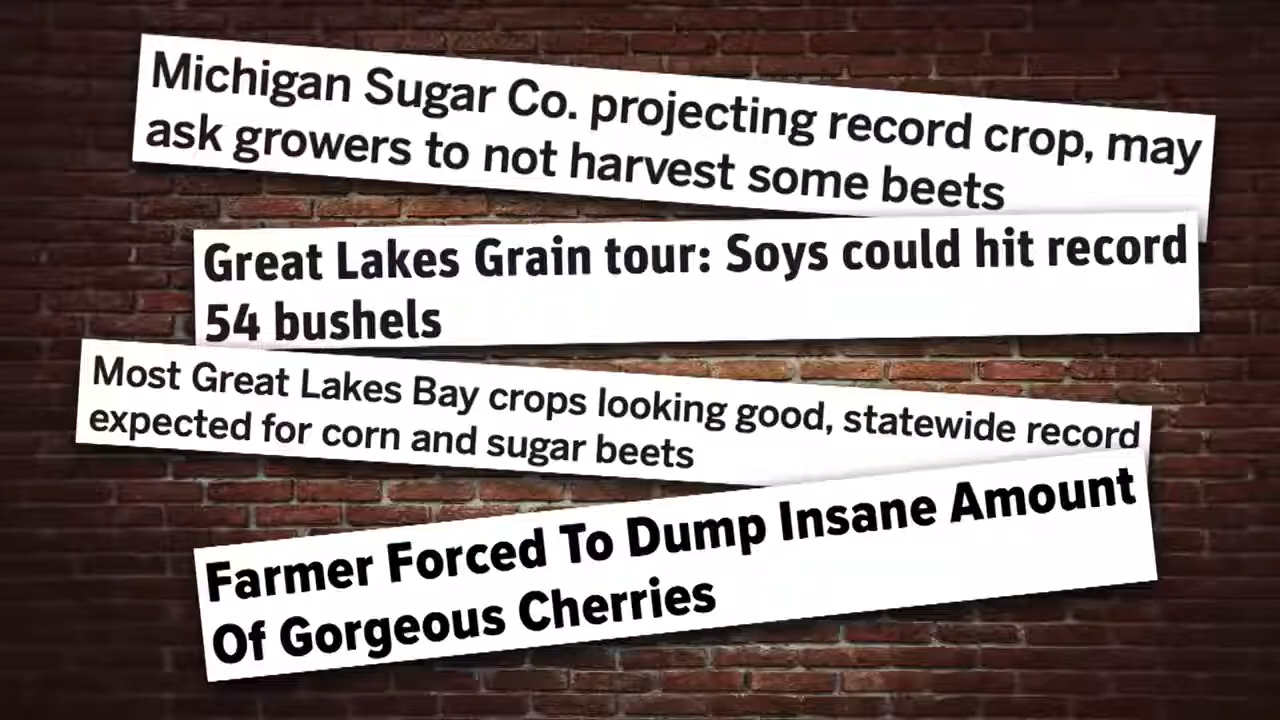 Michigan Sugar Co. projecting record crop, may
ask growers to not harvest some beets
Great Lakes Grain tour: Soys could hit record
54 bushels
Most Great Lakes Bay crops looking good, statewide record
expected for corn and sugar beets
Farmer Forced To Dump Insane Amount
Of Gorgeous Cherries